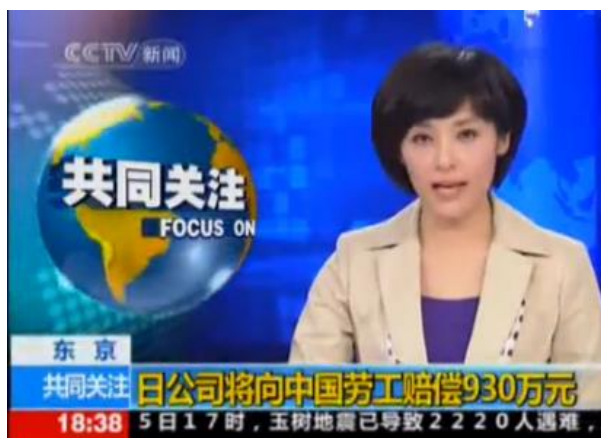 CCTV新闻
共同关注
FOCUS ON
东京
共同关注 日公司将向中国劳工赔偿930万元
18:38 5日17时，玉树地震已导致2220人遇难，